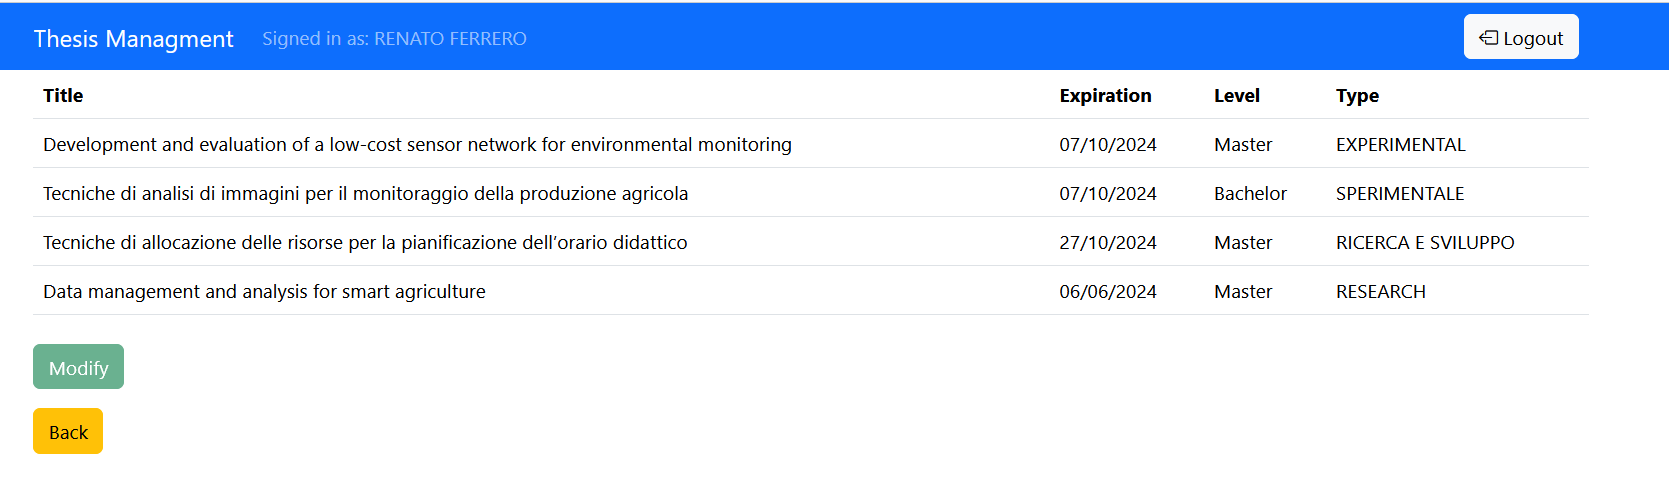 Thesis Managment Signed in as: RENATO FERRERO Logout
Title Expiration Level Type
Development and evaluation of a low-cost sensor network for environmental monitoring 07/10/2024 Master EXPERIMENTAL
Tecniche di analisi di immagini per il monitoraggio della produzione agricola 07/10/2024 Bachelor SPERIMENTALE
Tecniche di allocazione delle risorse per la pianificazione dell'orario didattico 27/10/2024 Master RICERCA E SVILUPPO
Data management and analysis for smart agriculture 06/06/2024 Master RESEARCH
Modify
Back